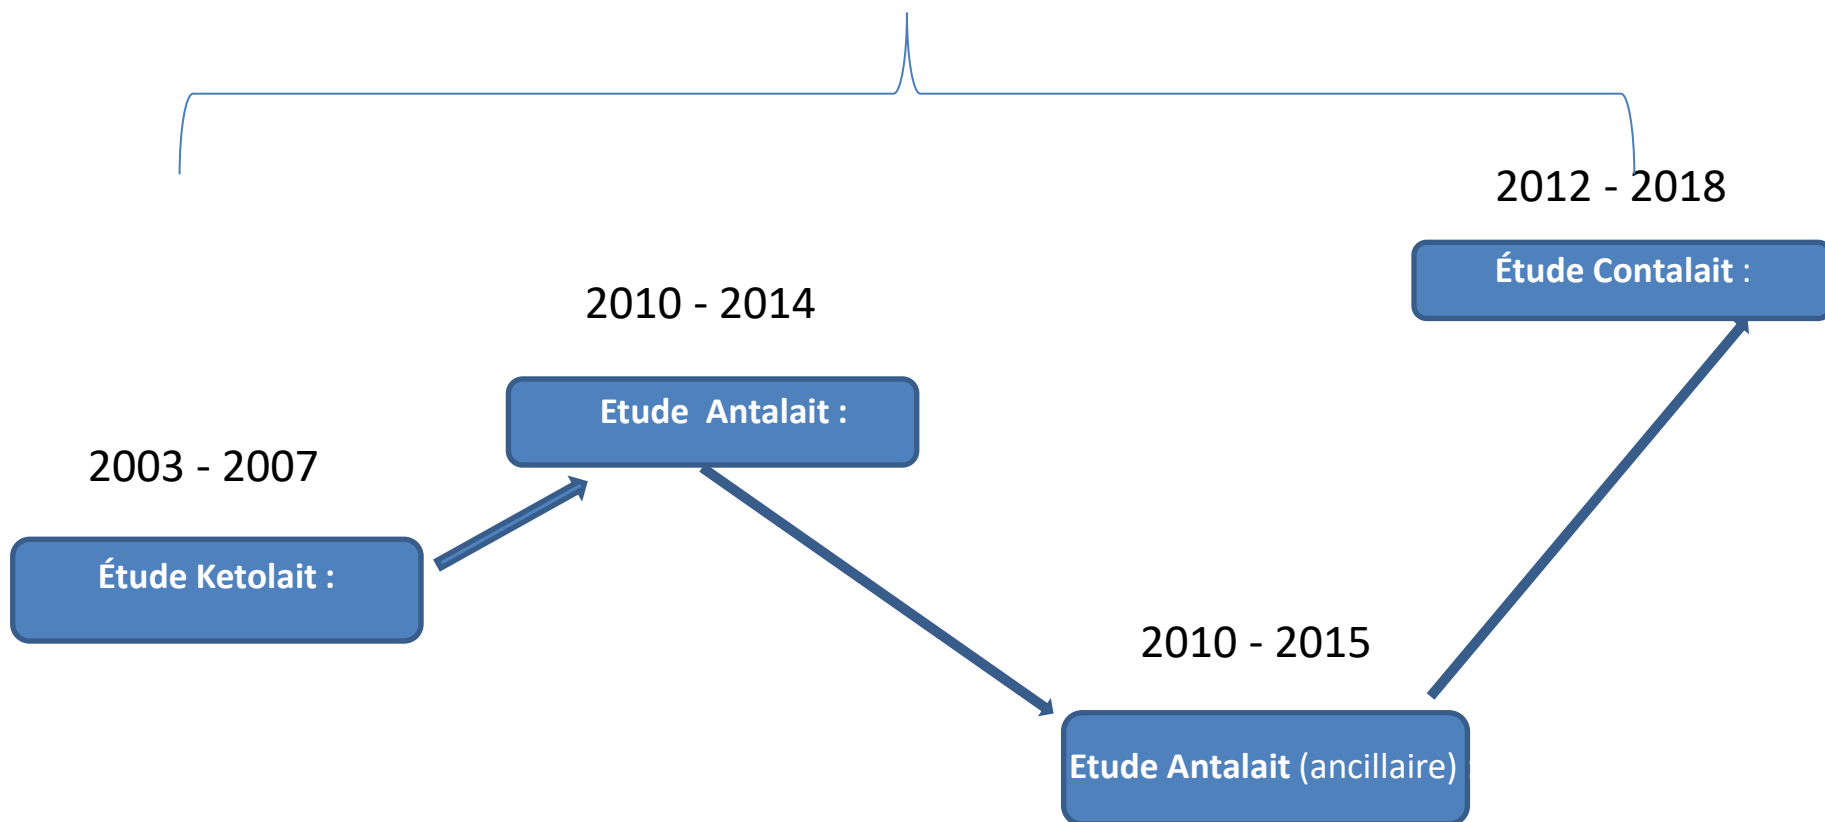 2003 - 2007
Étude Ketolait :
2010 - 2014
Etude  Antalait :
2010 - 2015
Etude Antalait (ancillaire) :
2012 - 2018
Étude Contalait :